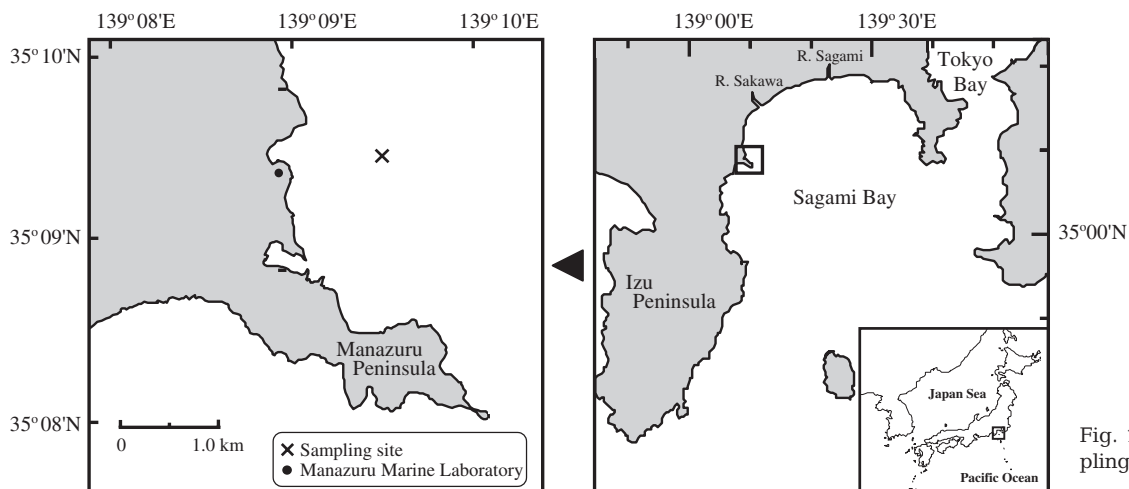 139°08'E 139°09'E 139°10'E
35°10'N
35°09'N
35°08'N
Manazuru
Peninsula
0 1.0 km
× Sampling site
● Manazuru Marine Laboratory
139°00'E 139°30'E
R. Sagami
R. Sakawa
Tokyo
Bay
Sagami Bay
35°00'N
Izu
Peninsula
Japan Sea
Pacific Ocean
Fig. 1
pling